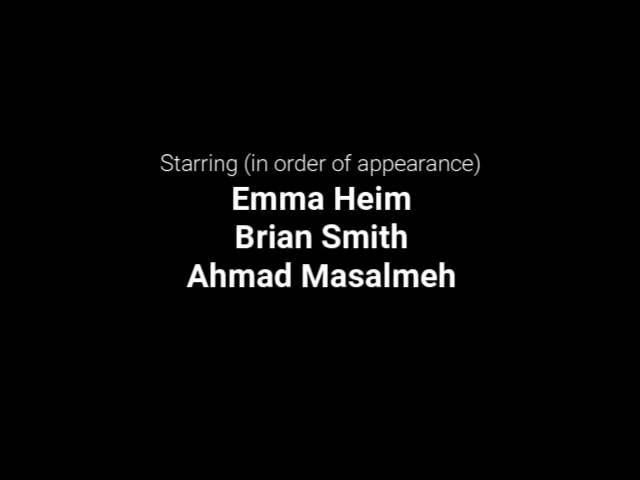 Starring (in order of appearance)
Emma Heim
Brian Smith
Ahmad Masalmeh